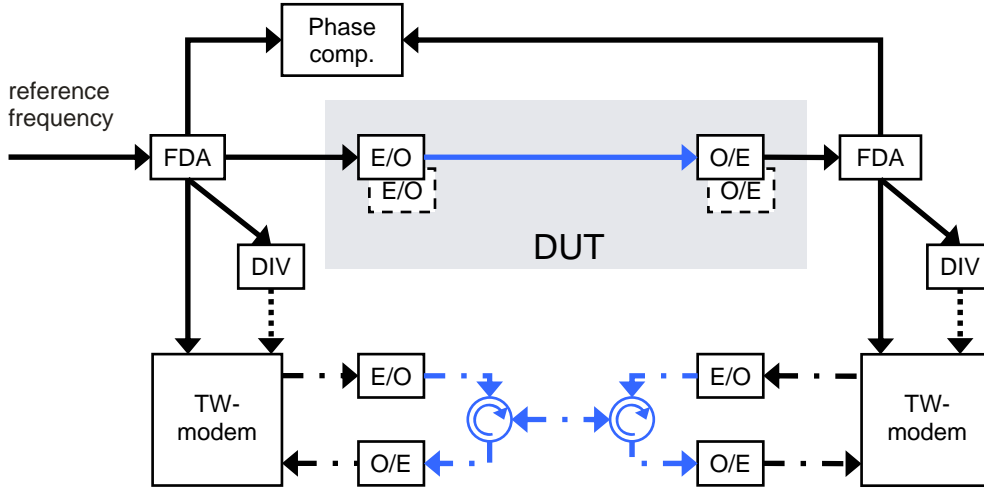 Phase
comp.
reference
frequency
FDA
E/O
O/E
FDA
E/O
O/E
DUT
DIV
DIV
E/O
E/O
TW-
modem
TW-
modem
O/E
O/E